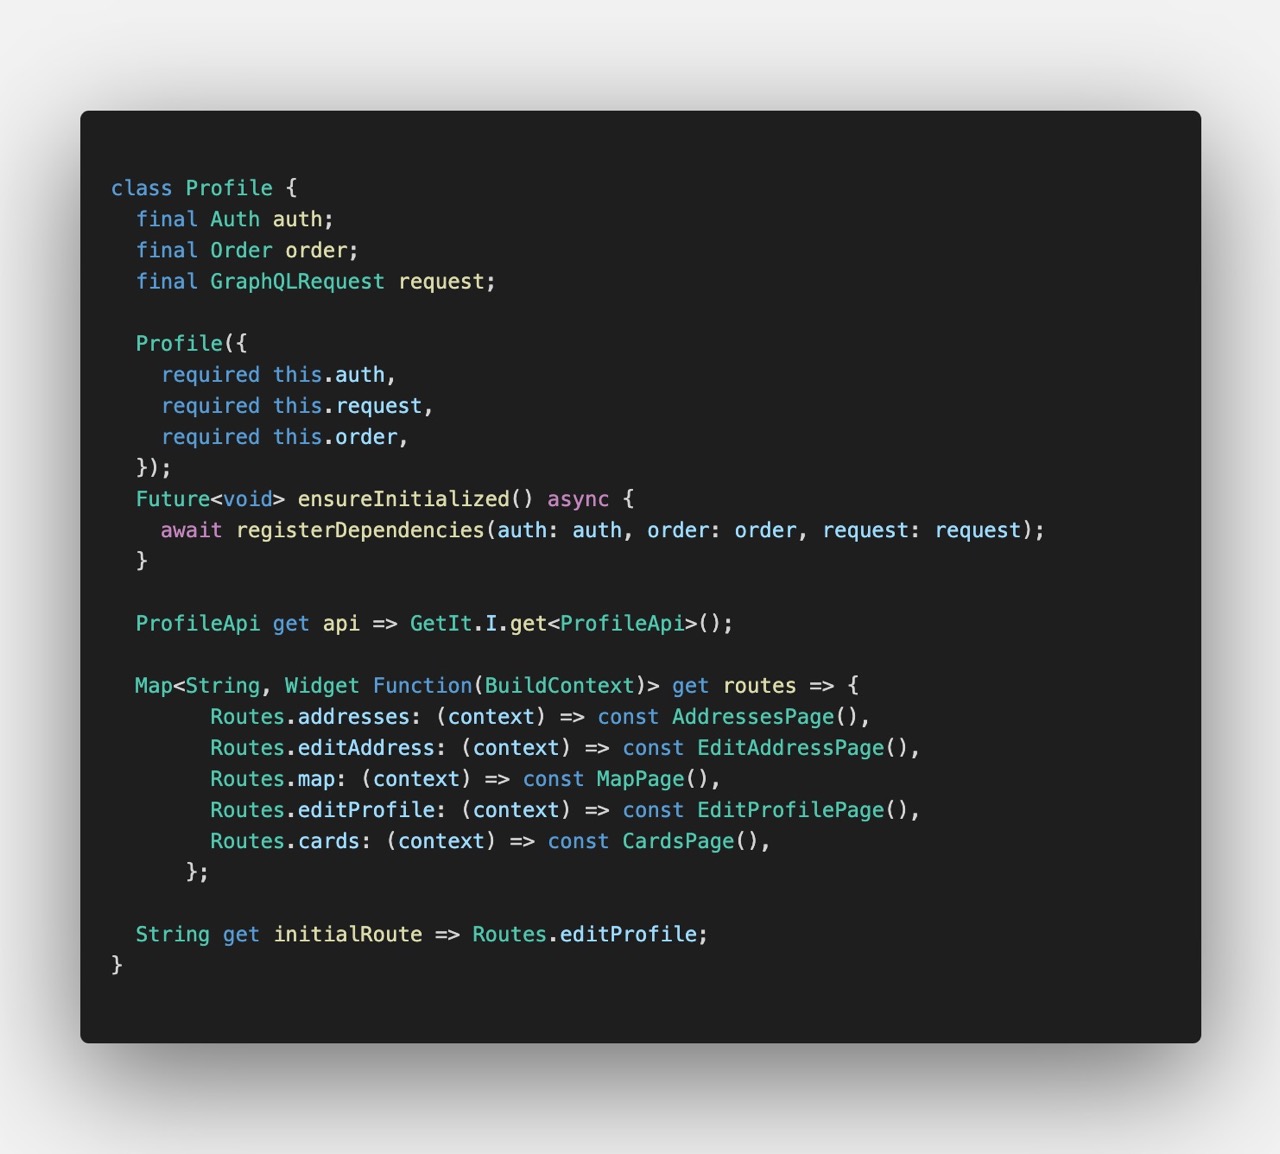 class Profile {
  final Auth auth;
  final Order order;
  final GraphQLRequest request;

  Profile({
    required this.auth,
    required this.request,
    required this.order,
  });
  Future<void> ensureInitialized() async {
    await registerDependencies(auth: auth, order: order, request: request);
  }

  ProfileApi get api => GetIt.I.get<ProfileApi>();

  Map<String, Widget Function(BuildContext)> get routes => {
        Routes.addresses: (context) => const AddressesPage(),
        Routes.editAddress: (context) => const EditAddressPage(),
        Routes.map: (context) => const MapPage(),
        Routes.editProfile: (context) => const EditProfilePage(),
        Routes.cards: (context) => const CardsPage(),
      };

  String get initialRoute => Routes.editProfile;
}